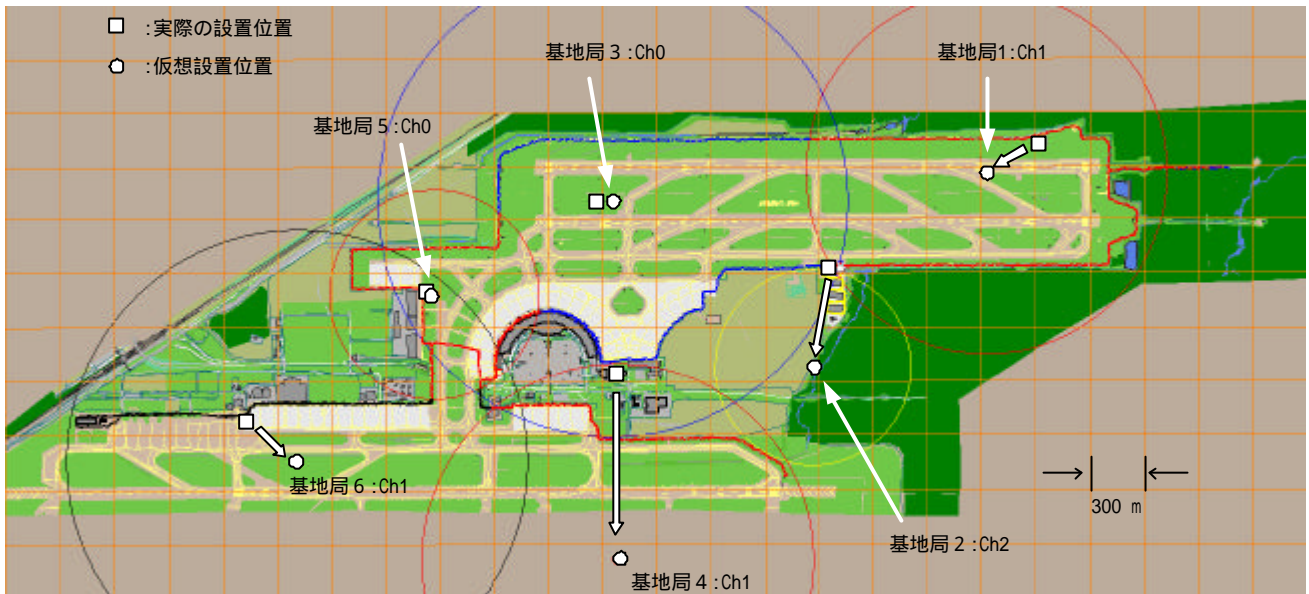 □ :実際の設置位置
○ :仮想設置位置
基地局３:Ch0
基地局1:Ch1
基地局５:Ch0
基地局６:Ch1
300 m
基地局２:Ch2
基地局４:Ch1